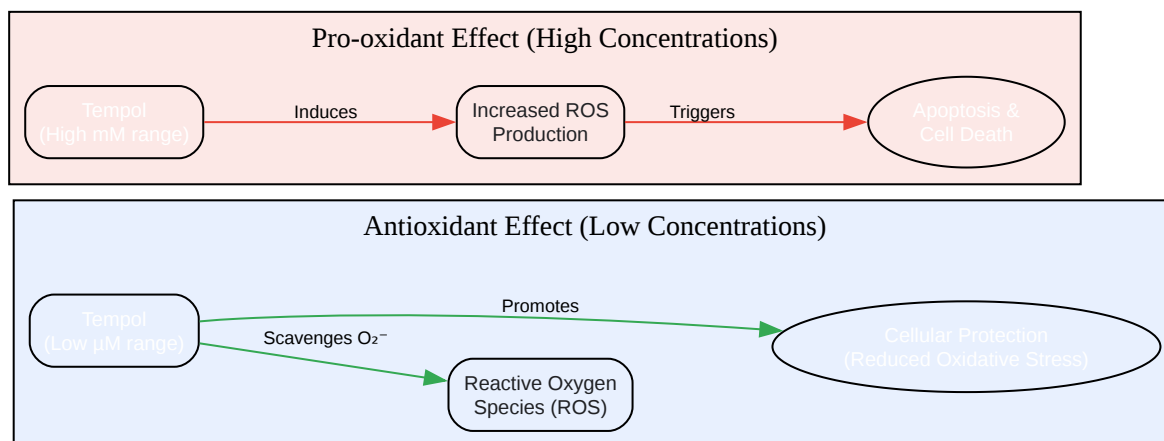 Pro-oxidant Effect (High Concentrations)
Tempol
(High mM range)
Induces
Increased ROS
Production
Triggers
Apoptosis &
Cell Death
Antioxidant Effect (Low Concentrations)
Tempol
(Low µM range)
Promotes
Scavenges O₂⁻
Cellular Protection
(Reduced Oxidative Stress)
Reactive Oxygen
Species (ROS)